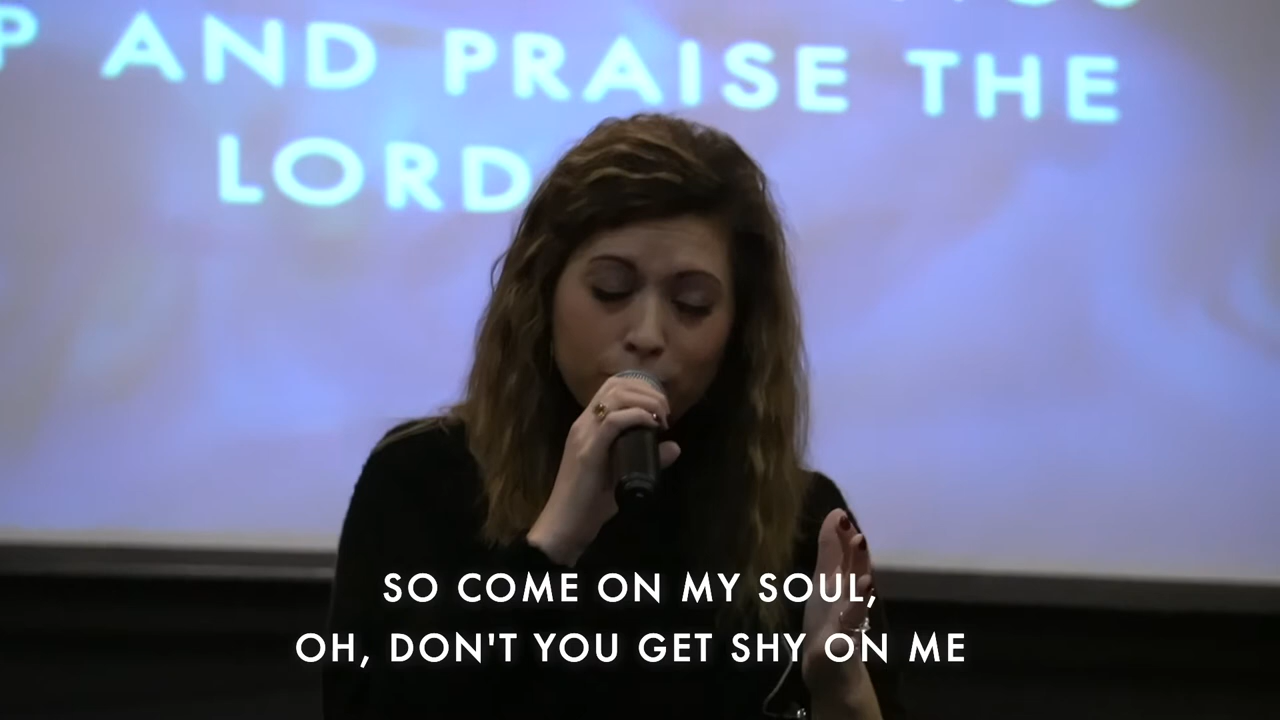 AND PRAISE THE
LORD
SO COME ON MY SOUL,
OH, DON'T YOU GET SHY ON ME